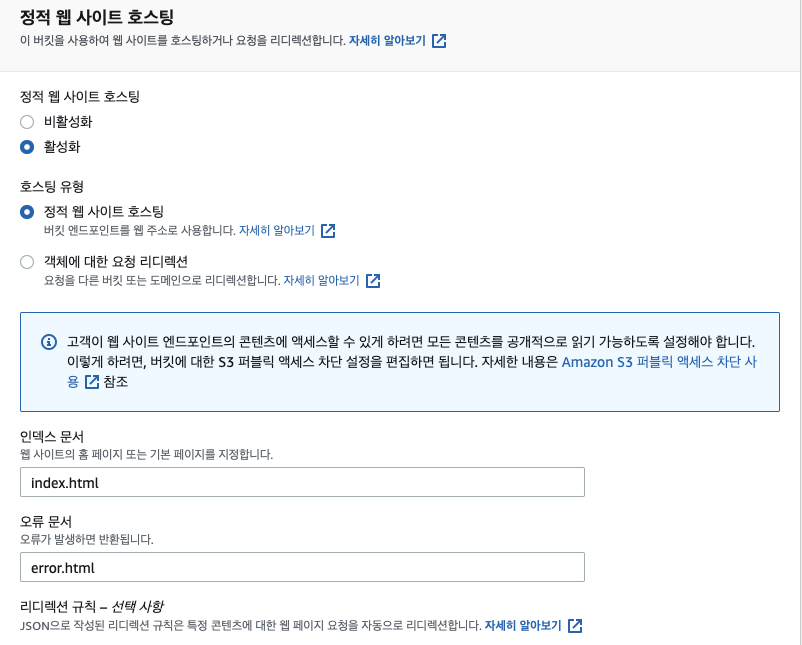 정적 웹 사이트 호스팅
이 버킷을 사용하여 웹 사이트를 호스팅하거나 요청을 리디렉션합니다. 자세히 알아보기
정적 웹 사이트 호스팅
비활성화
활성화
호스팅 유형
정적 웹 사이트 호스팅
버킷 엔드포인트를 웹 주소로 사용합니다. 자세히 알아보기
객체에 대한 요청 리디렉션
요청을 다른 버킷 또는 도메인으로 리디렉션합니다. 자세히 알아보기
고객이 웹 사이트 엔드포인트의 콘텐츠에 액세스할 수 있게 하려면 모든 콘텐츠를 공개적으로 읽기 가능하도록 설정해야 합니다.
이렇게 하려면, 버킷에 대한 S3 퍼블릭 액세스 차단 설정을 편집하면 됩니다. 자세한 내용은 Amazon S3 퍼블릭 액세스 차단 사
용 참조
인덱스 문서
웹 사이트의 홈 페이지 또는 기본 페이지를 지정합니다.
index.html
오류 문서
오류가 발생하면 반환됩니다.
error.html
리디렉션 규칙 – 선택 사항
JSON으로 작성된 리디렉션 규칙은 특정 콘텐츠에 대한 웹 페이지 요청을 자동으로 리디렉션합니다. 자세히 알아보기